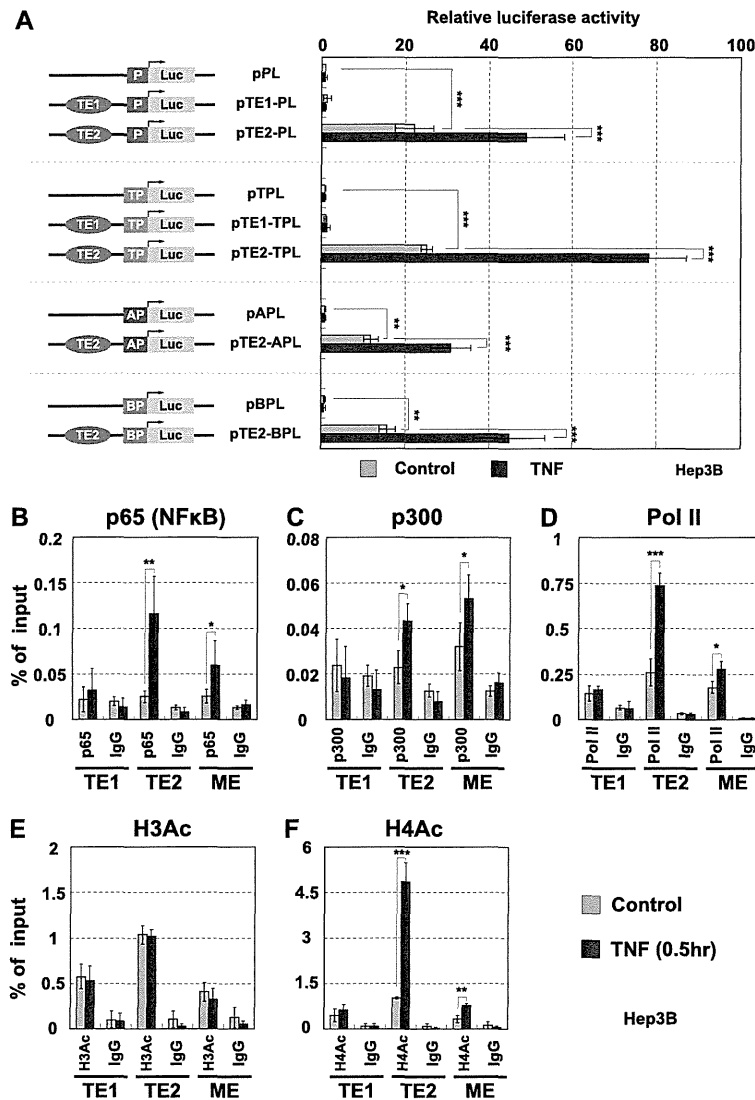 A
Relative luciferase activity
0 20 40 60 80 100
P Luc pPL
***
TE1 P Luc pTE1-PL
TE2 P Luc pTE2-PL
***
TP Luc pTPL
***
TE1 TP Luc pTE1-TPL
TE2 TP Luc pTE2-TPL
***
AP Luc pAPL
**
TE2 AP Luc pTE2-APL
***
BP Luc pBPL
**
TE2 BP Luc pTE2-BPL
***
Control TNF Hep3B
B p65 (NFκB)
% of input
0.2
0.15
0.1
0.05
0
** *
p65 IgG p65 IgG p65 IgG
TE1 TE2 ME
C p300
0.08
0.06
0.04
0.02
0
* *
p300 IgG p300 IgG p300 IgG
TE1 TE2 ME
D Pol II
1
0.75
0.5
0.25
0
*** *
Pol II IgG Pol II IgG Pol II IgG
TE1 TE2 ME
E H3Ac
% of input
2
1.5
1
0.5
0
H3Ac IgG H3Ac IgG H3Ac IgG
TE1 TE2 ME
F H4Ac
6
4.5
3
1.5
0
*** **
H4Ac IgG H4Ac IgG H4Ac IgG
TE1 TE2 ME
Control
TNF (0.5hr)
Hep3B